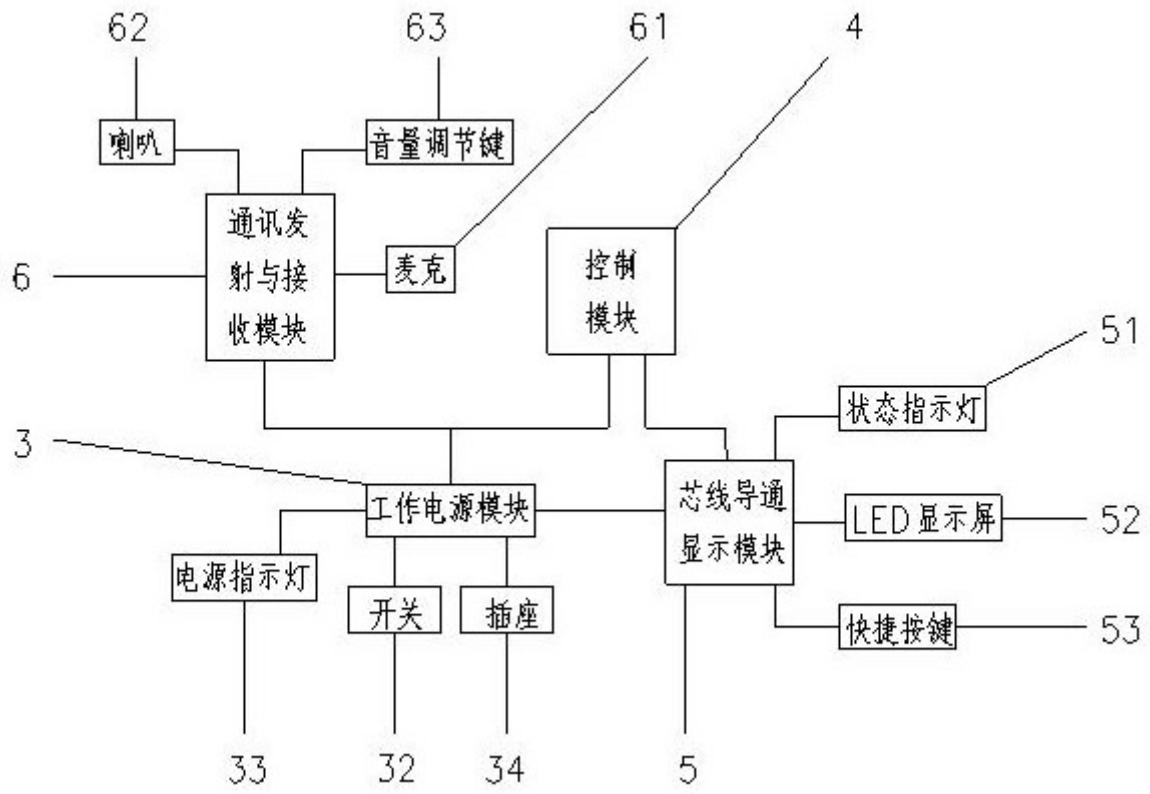 62
63
61
4
喇叭
音量调节键
通讯发
射与接
收模块
麦克
控制
模块
6
51
状态指示灯
3
工作电源模块
芯线导通
显示模块
LED显示屏
52
电源指示灯
开关
插座
快捷按键
53
33
32
34
5